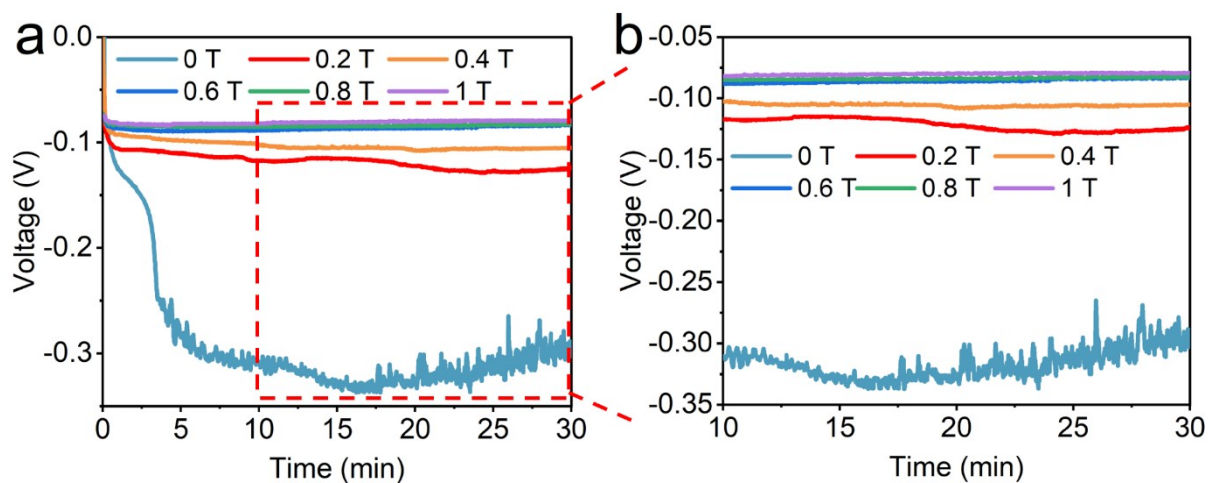 a
0.0
-0.1
-0.2
-0.3
Voltage (V)
0 T 0.2 T 0.4 T
0.6 T 0.8 T 1 T
0 5 10 15 20 25 30
Time (min)
b
-0.05
-0.10
-0.15
-0.20
-0.25
-0.30
-0.35
Voltage (V)
0 T 0.2 T 0.4 T
0.6 T 0.8 T 1 T
10 15 20 25 30
Time (min)